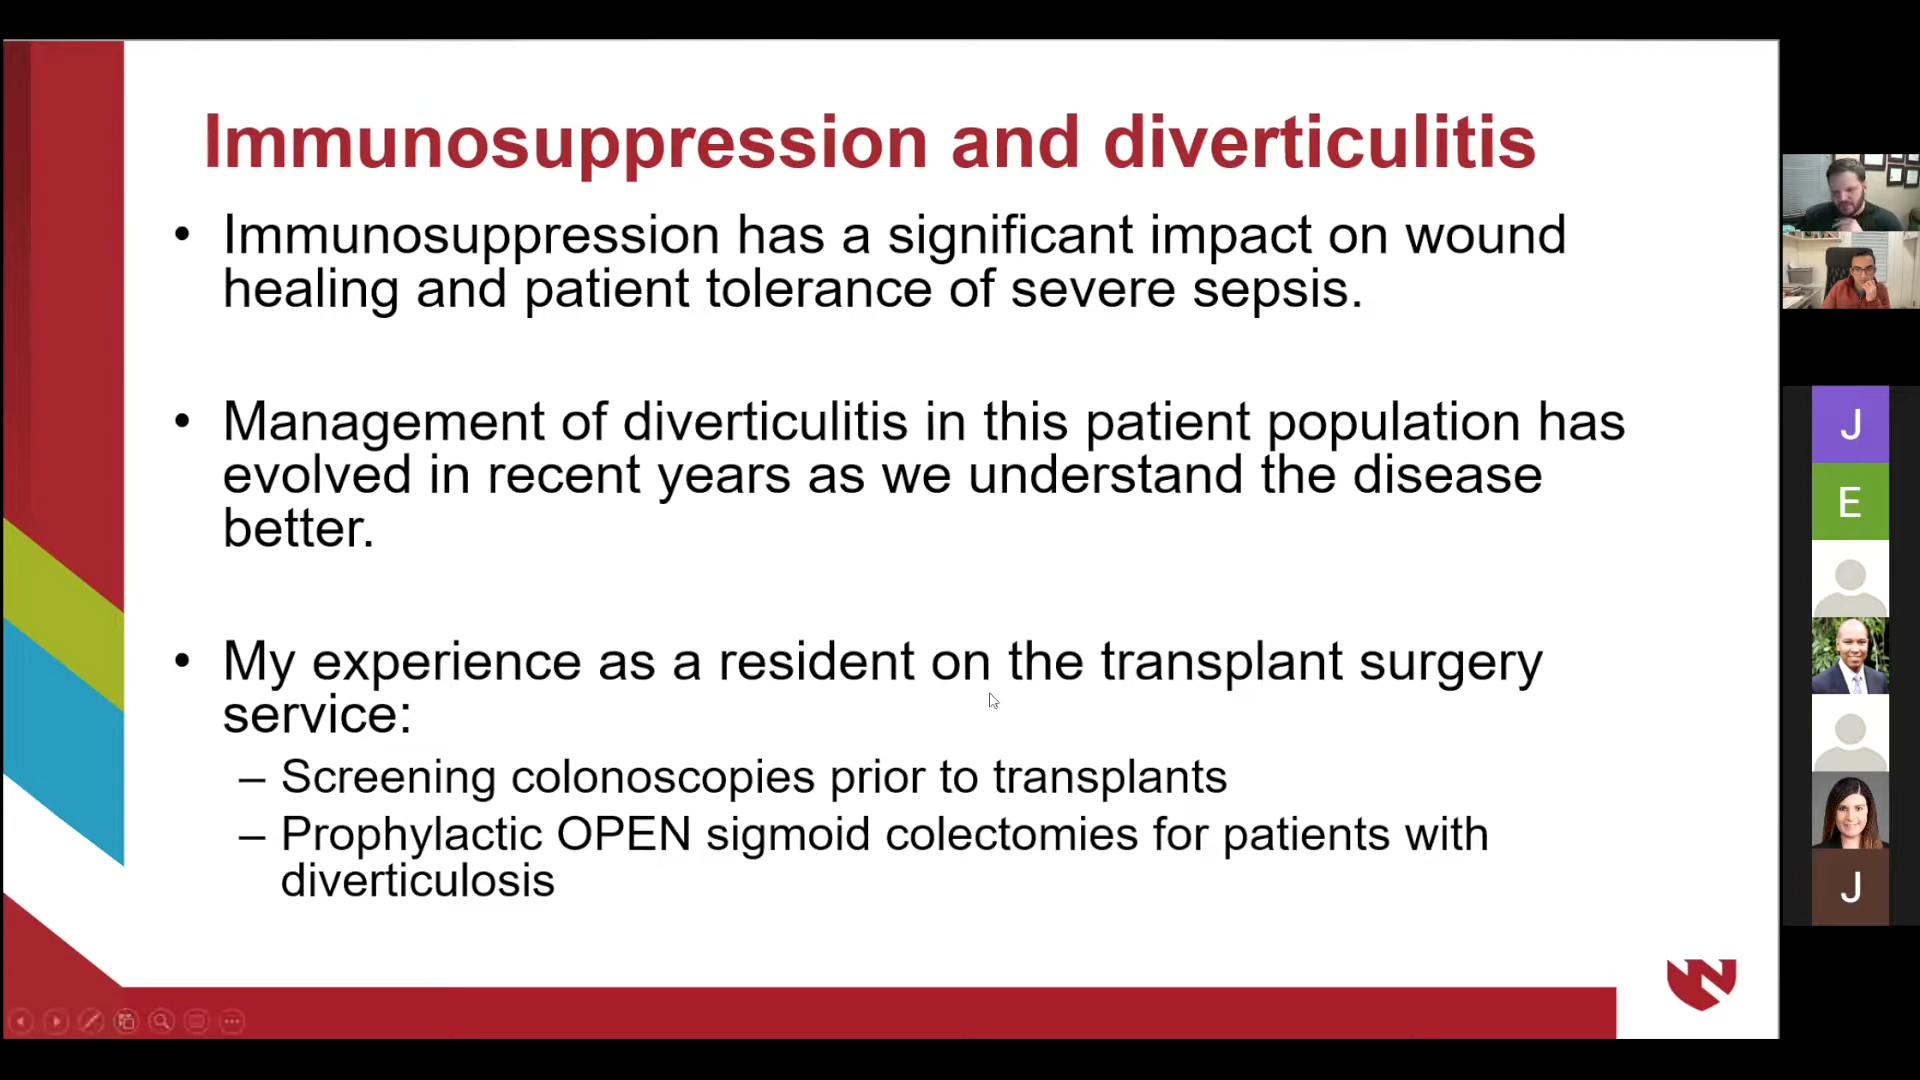 Immunosuppression and diverticulitis
• Immunosuppression has a significant impact on wound
healing and patient tolerance of severe sepsis.
• Management of diverticulitis in this patient population has
evolved in recent years as we understand the disease
better.
• My experience as a resident on the transplant surgery
service:
– Screening colonoscopies prior to transplants
– Prophylactic OPEN sigmoid colectomies for patients with
diverticulosis
J
E
J